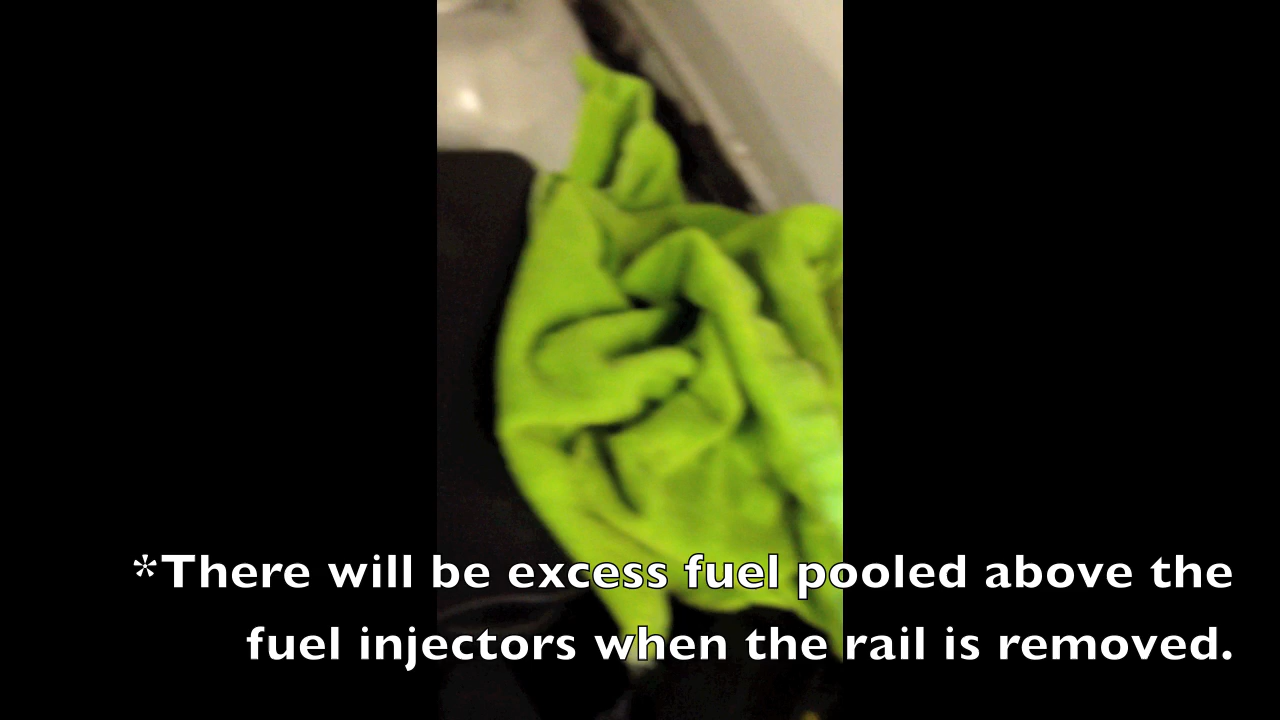 *There will be excess fuel pooled above the
fuel injectors when the rail is removed.